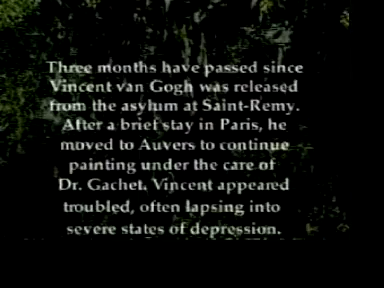 Three months have passed since
Vincent van Gogh was released
from the asylum at Saint-Remy.
After a brief stay in Paris, he
moved to Auvers to continue
painting under the care of
Dr. Gachet. Vincent appeared
troubled, often lapsing into
severe states of depression.